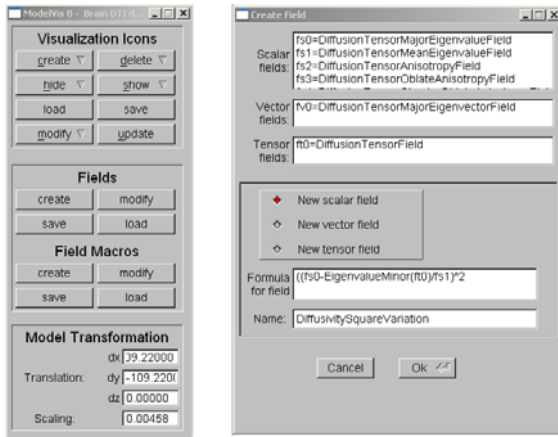 ModelVis 0 - Brain DTI d...
Visualization Icons
create delete
hide show
load save
modify update
Fields
create modify
save load
Field Macros
create modify
save load
Model Transformation
dx 39.22000
Translation: dy -109.2200
dz 0.00000
Scaling: 0.00458
Create Field
Scalar fields:
fs0=DiffusionTensorMajorEigenvalueField
fs1=DiffusionTensorMeanEigenvalueField
fs2=DiffusionTensorAnisotropyField
fs3=DiffusionTensorOblateAnisotropyField
Vector fields:
fv0=DiffusionTensorMajorEigenvectorField
Tensor fields:
ft0=DiffusionTensorField
New scalar field
New vector field
New tensor field
Formula for field
((fs0-EigenvalueMinor(ft0)/fs1)^2
Name: DiffusivitySquareVariation
Cancel Ok